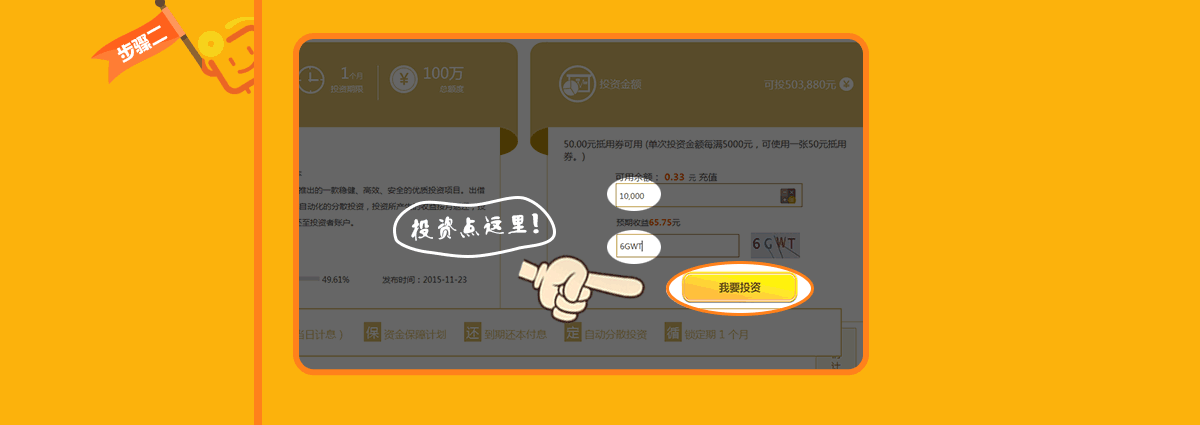 步骤二
1个月
投资期限
¥
100万
总额度
投资金额
可投503,880元 ¥
50.00元抵用券可用 (单次投资金额每满5000元，可使用一张50元抵用
券。)
可用余额： 0.33 元 充值
10,000
推出的一款稳健、高效、安全的优质投资项目。出借
自动化的分散投资，投资所产
至投资者账户。
预期收益65.75元
投资点这里！
6GWT
6GWT
49.61%
发布时间：2015-11-23
我要投资
当日计息 ）
保 资金保障计划
还 到期还本付息
定 自动分散投资
循 锁定期 1 个月
计